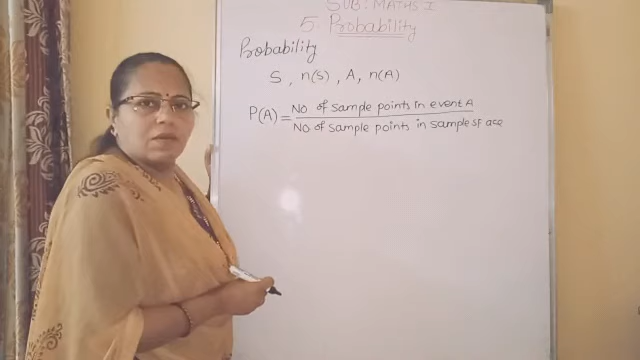 SUB: MATHS I
5. Probability
Probability
S, n(S), A, n(A)
P(A) = No of sample points in event A
No of sample points in sample space